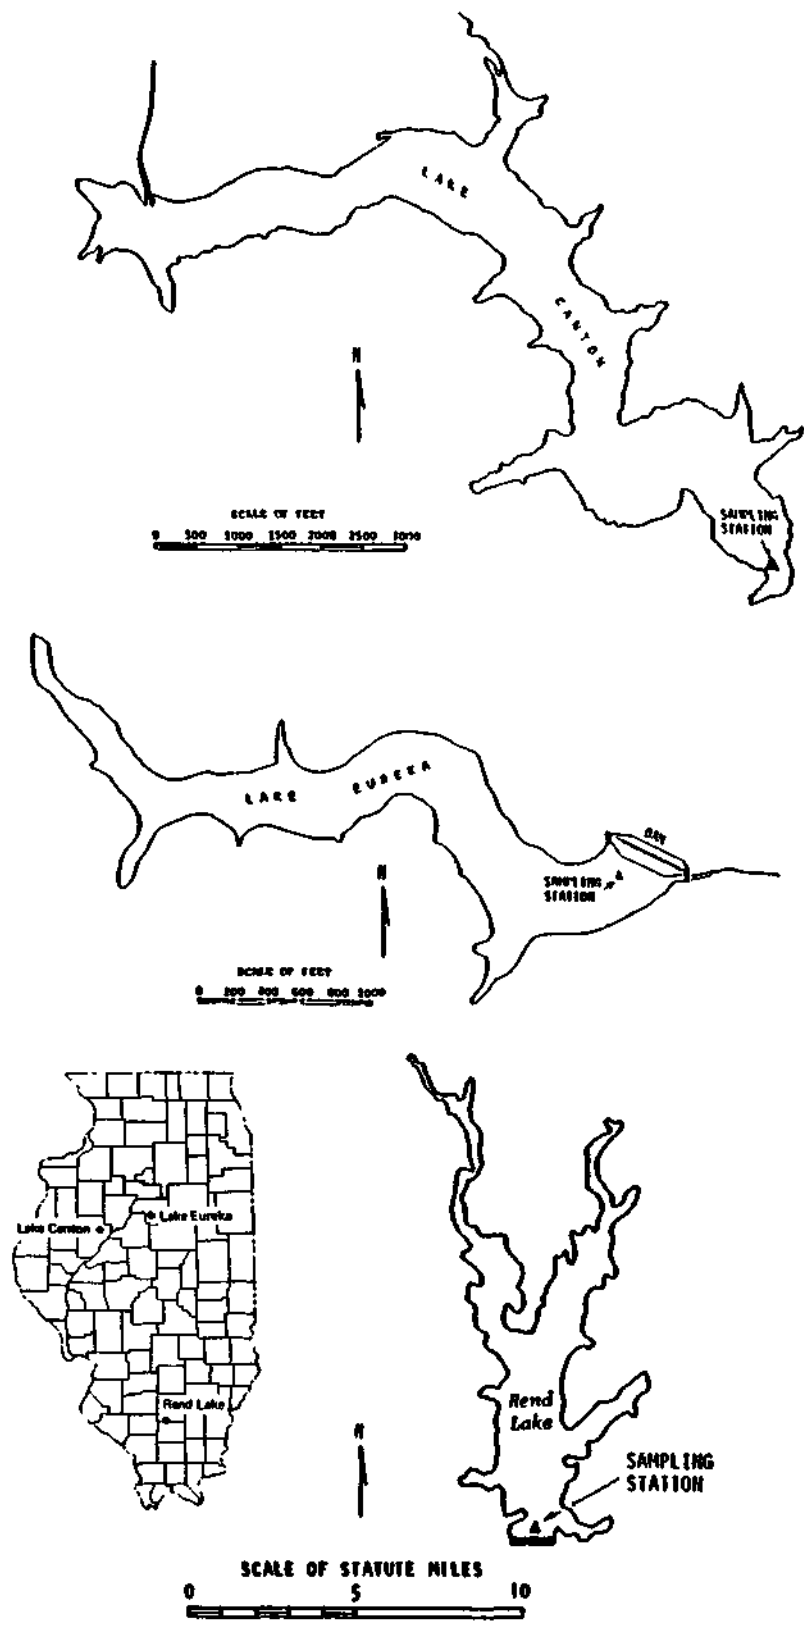 LAKE
CANTON
N
SCALE OF FEET
0 500 1000 1500 2000 2500 3000
SAMPLING
STATION
LAKE EUREKA
DAM
SAMPLING
STATION
N
SCALE OF FEET
0 200 400 600 800 1000
Lake Canton
Lake Eureka
Rend Lake
Rend
Lake
N
SAMPLING
STATION
SCALE OF STATUTE MILES
0 5 10